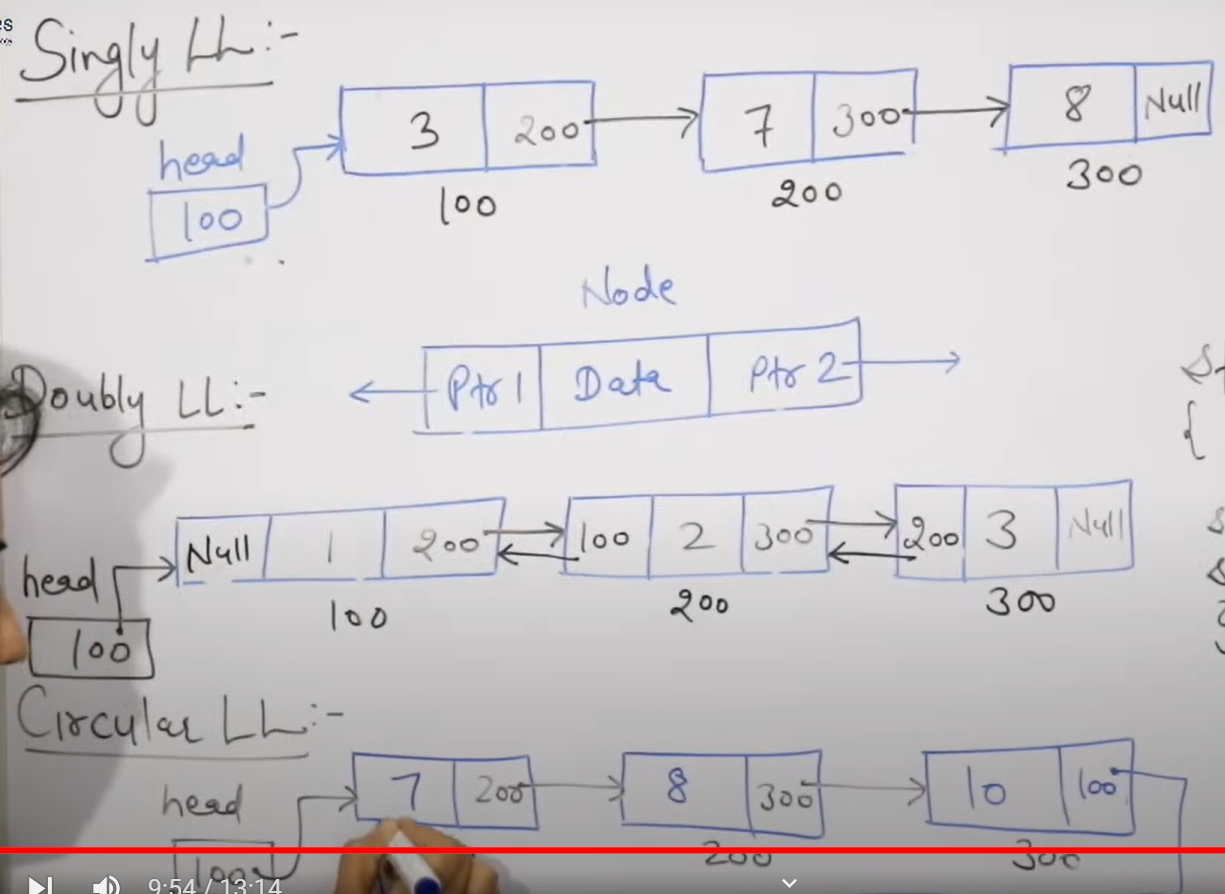 es
Singly LL:-
head
100
3 200
7 300
8 Null
100
200
300
Node
Doubly LL:-
Ptr 1 Data Ptr 2
{
head
100
Null 1 200
100 2 300
200 3 Null
100
200
300
Circular LL:-
head
100
7 200
8 300
10 100
200
300
9:54 / 13:14